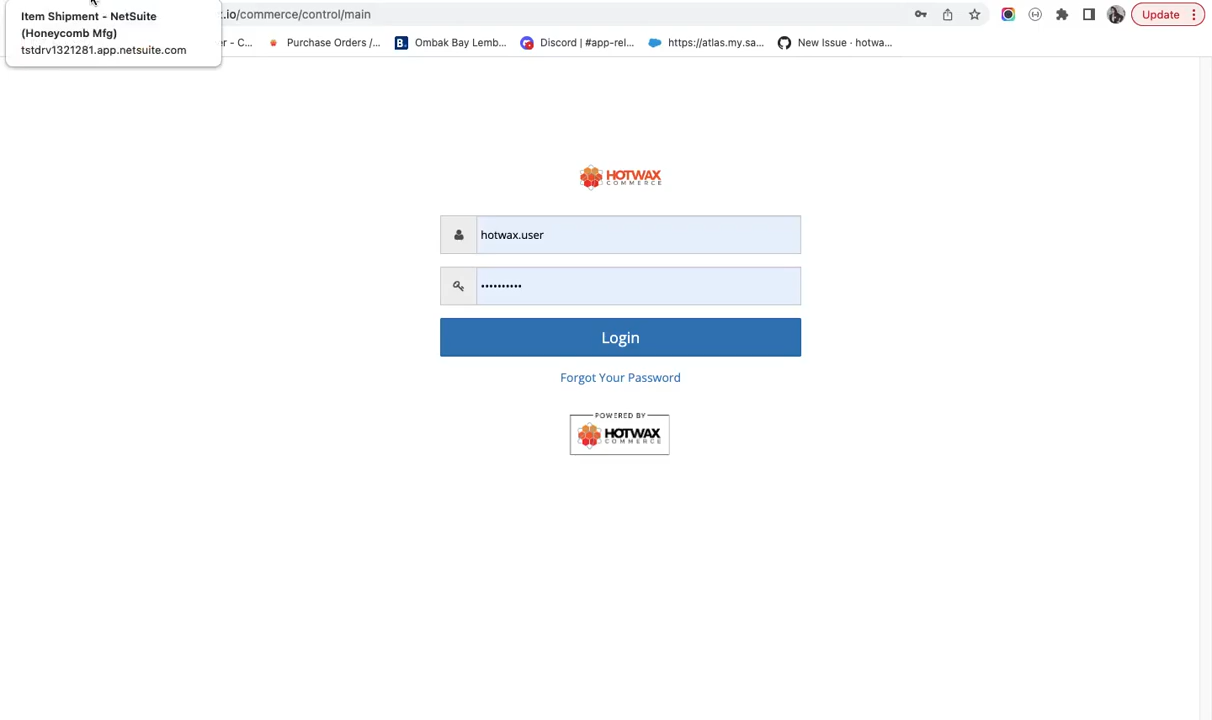 Item Shipment - NetSuite
(Honeycomb Mfg)
tstdrv1321281.app.netsuite.com
t.io/commerce/control/main
Update
er - C...
Purchase Orders /...
Ombak Bay Lemb...
Discord | #app-rel...
https://atlas.my.sa...
New Issue · hotwa...
HOTWAX
COMMERCE
hotwax.user
••••••••••
Login
Forgot Your Password
POWERED BY
HOTWAX
COMMERCE